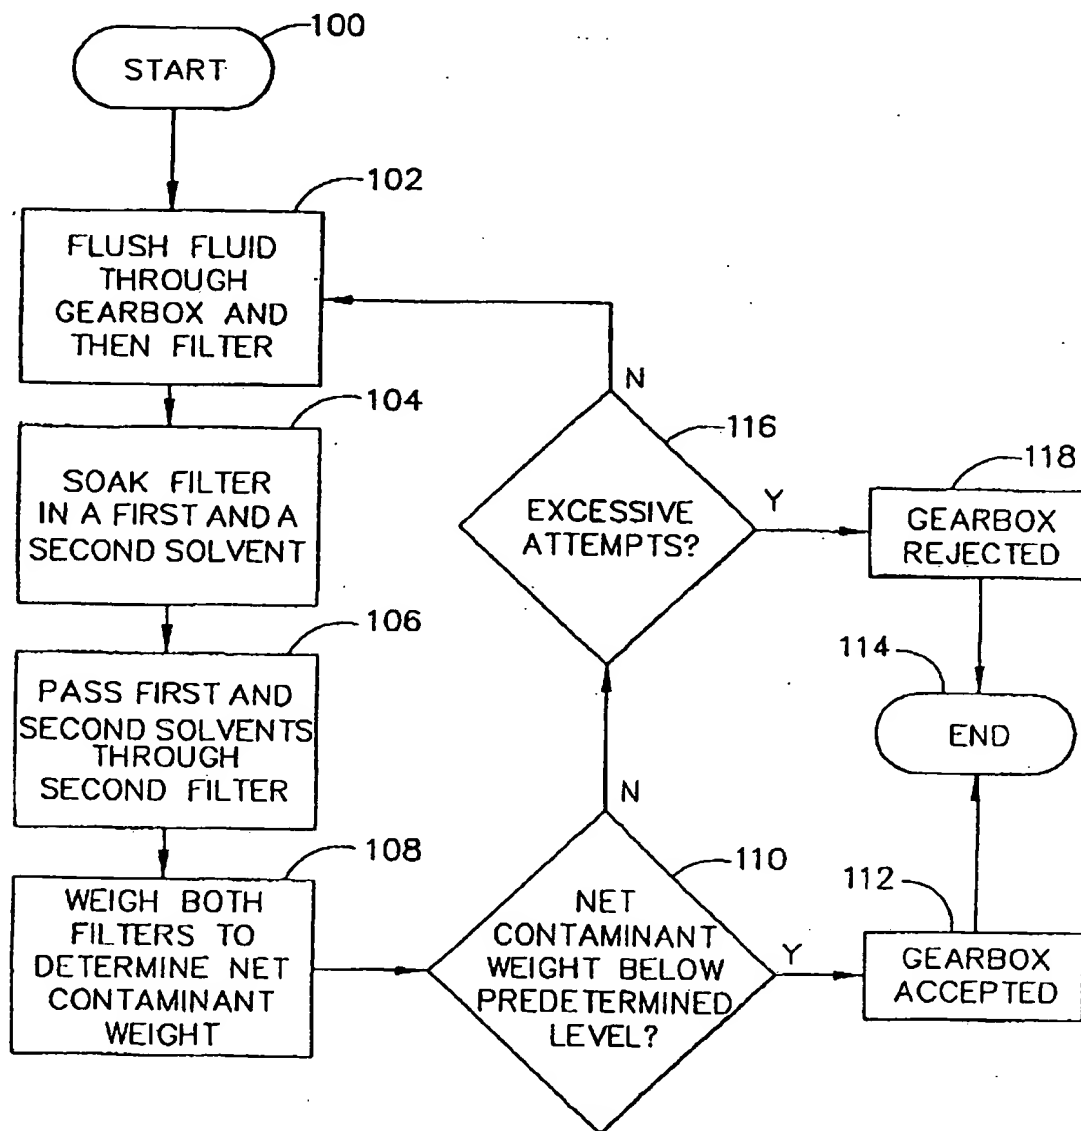 100
START
102
FLUSH FLUID
THROUGH
GEARBOX AND
THEN FILTER
104
SOAK FILTER
IN A FIRST AND A
SECOND SOLVENT
106
PASS FIRST AND
SECOND SOLVENTS
THROUGH
SECOND FILTER
108
WEIGH BOTH
FILTERS TO
DETERMINE NET
CONTAMINANT
WEIGHT
110
NET
CONTAMINANT
WEIGHT BELOW
PREDETERMINED
LEVEL?
Y
N
112
GEARBOX
ACCEPTED
116
EXCESSIVE
ATTEMPTS?
N
Y
118
GEARBOX
REJECTED
114
END